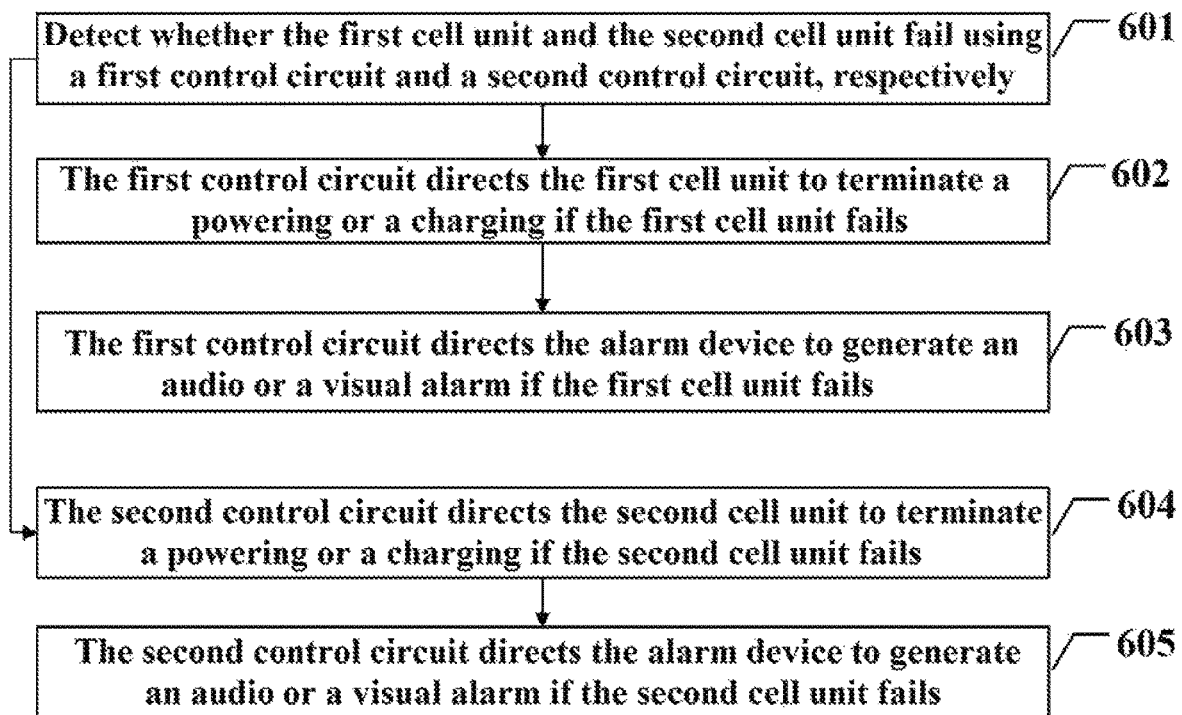 Detect whether the first cell unit and the second cell unit fail using
a first control circuit and a second control circuit, respectively
601
The first control circuit directs the first cell unit to terminate a
powering or a charging if the first cell unit fails
602
The first control circuit directs the alarm device to generate an
audio or a visual alarm if the first cell unit fails
603
The second control circuit directs the second cell unit to terminate
a powering or a charging if the second cell unit fails
604
The second control circuit directs the alarm device to generate
an audio or a visual alarm if the second cell unit fails
605